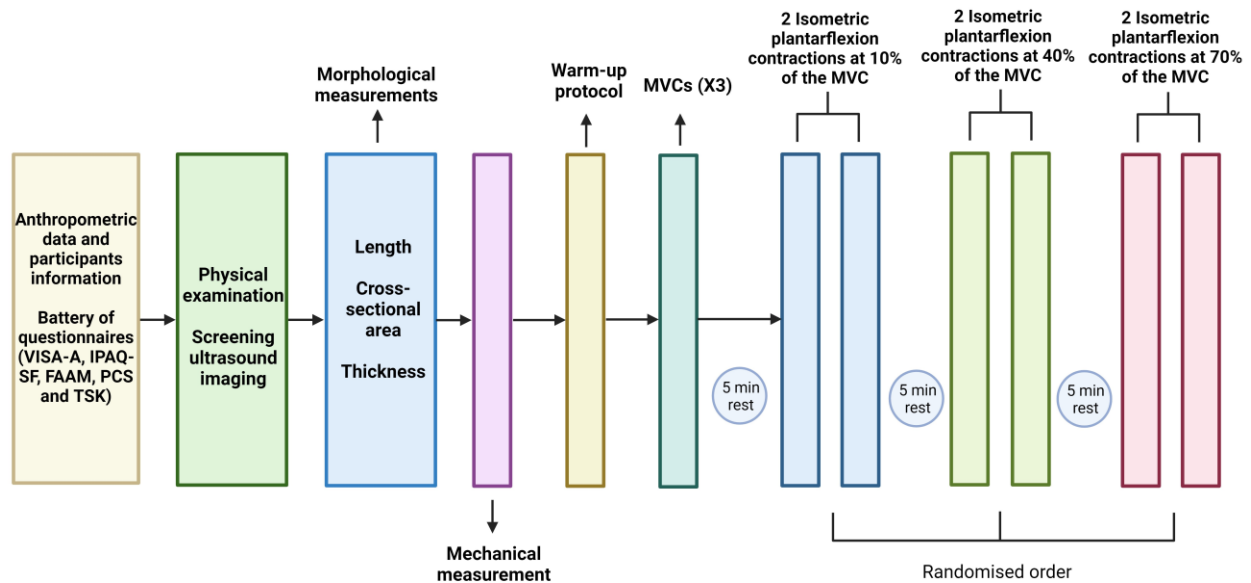 Morphological
measurements
Warm-up
protocol
MVCs (X3)
2 Isometric
plantarflexion
contractions at 10%
of the MVC
2 Isometric
plantarflexion
contractions at 40%
of the MVC
2 Isometric
plantarflexion
contractions at 70%
of the MVC
Anthropometric
data and
participants
information
Battery of
questionnaires
(VISA-A, IPAQ-
SF, FAAM, PCS
and TSK)
Physical
examination
Screening
ultrasound
imaging
Length
Cross-
sectional
area
Thickness
5 min
rest
5 min
rest
5 min
rest
Mechanical
measurement
Randomised order